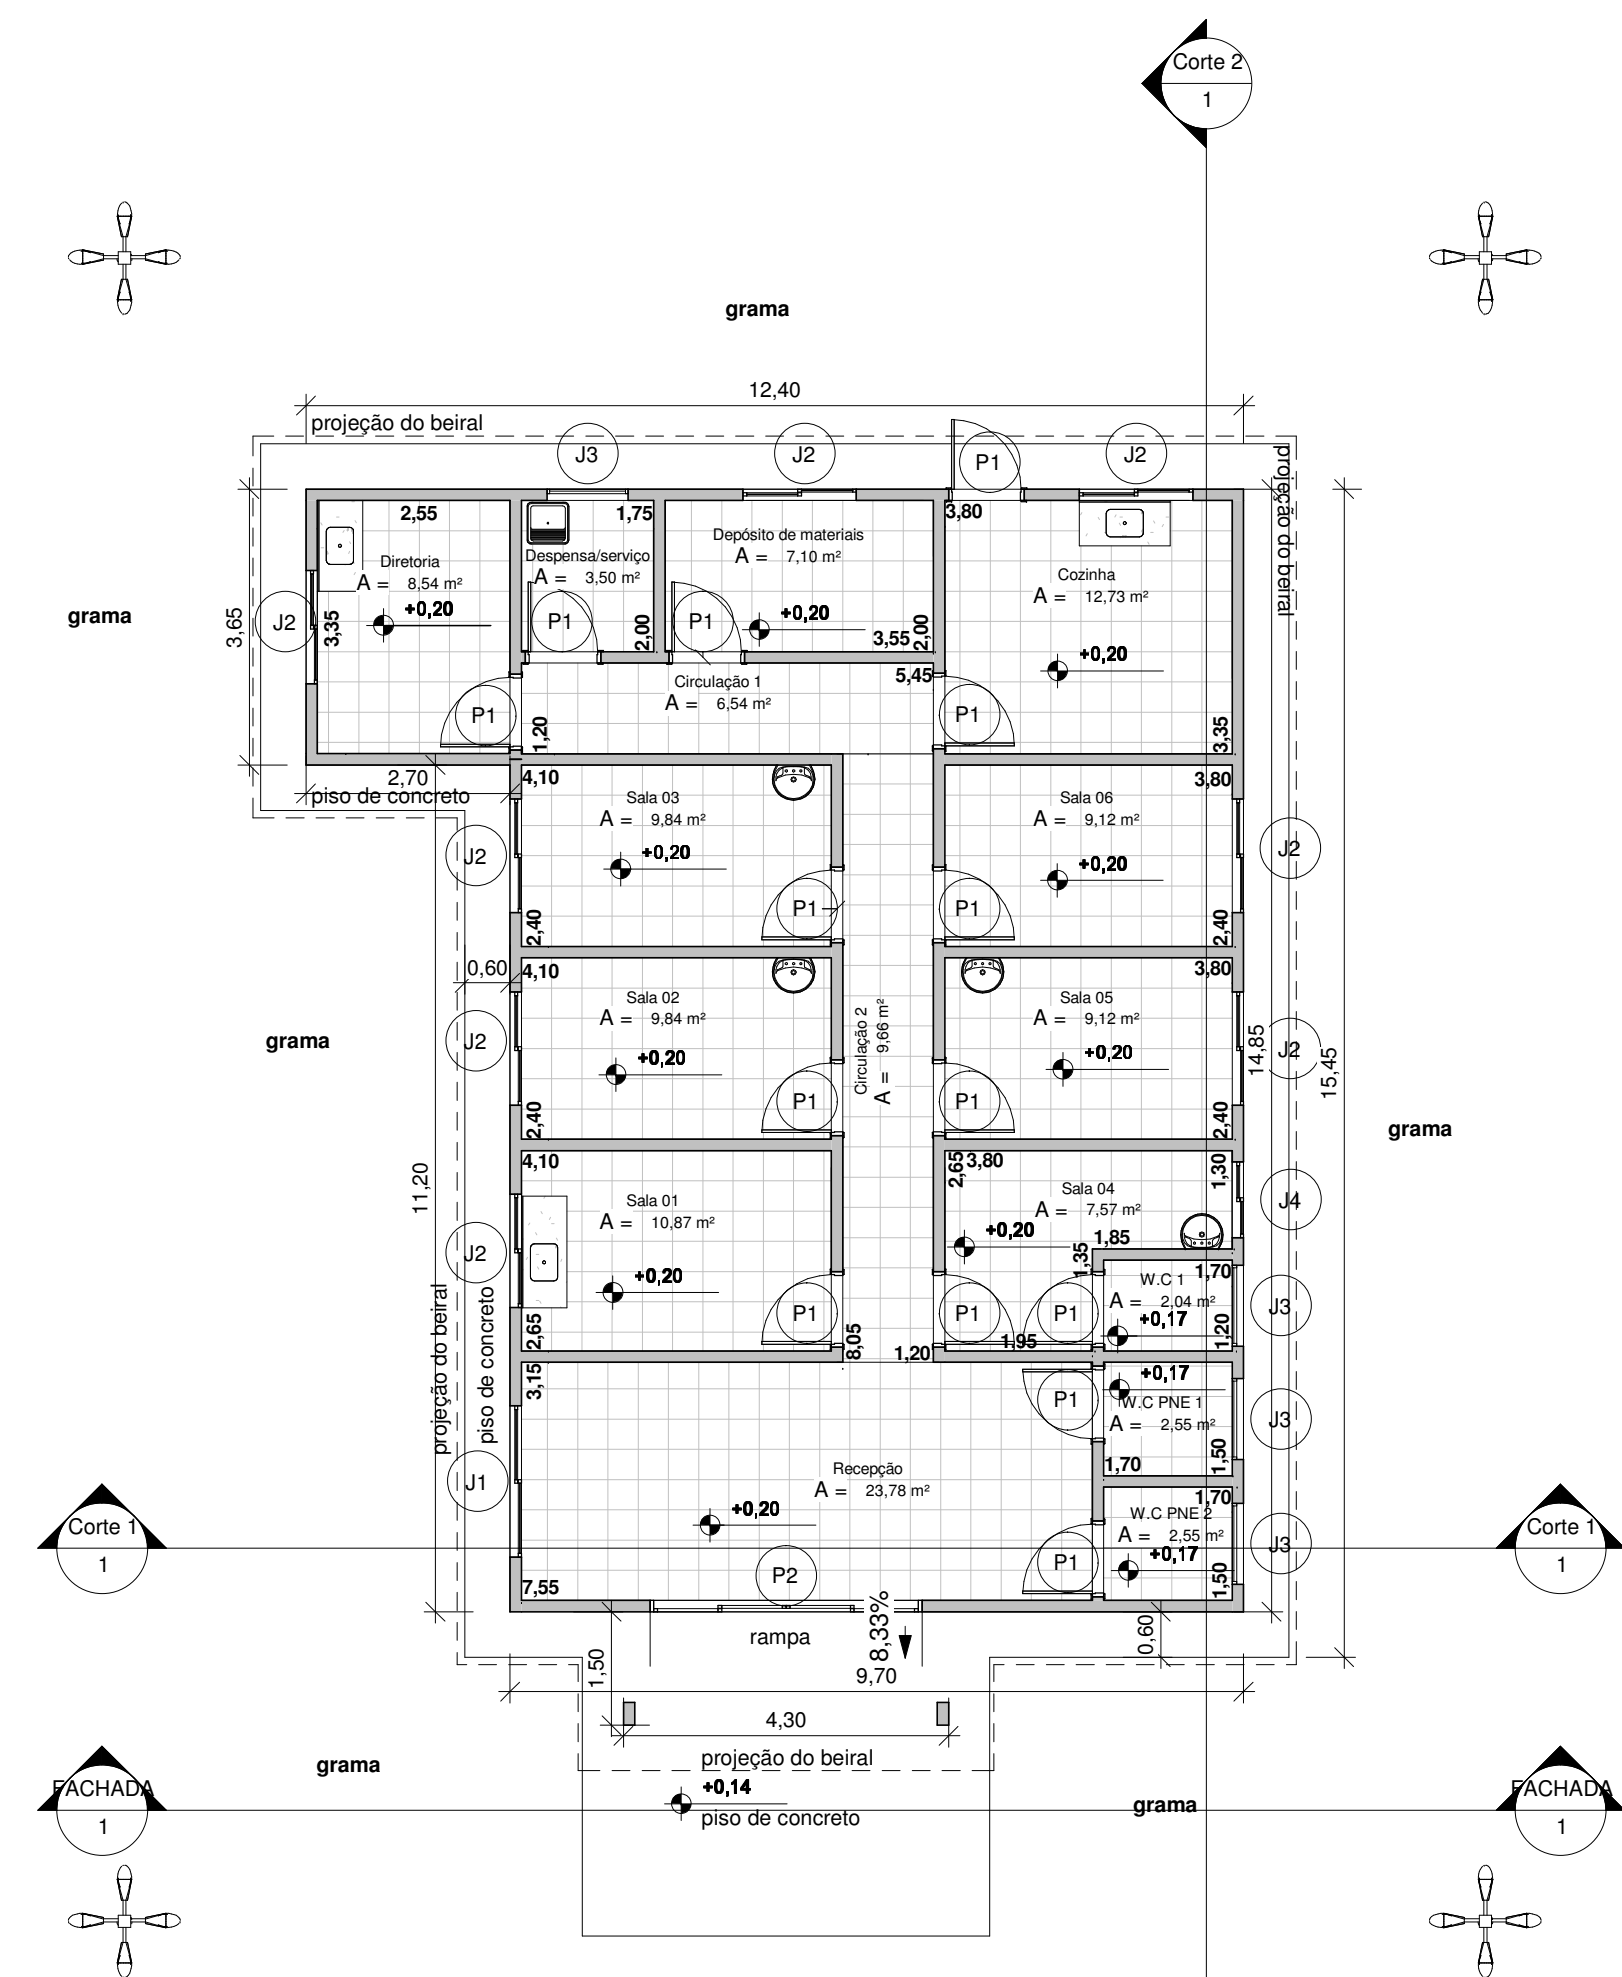 Corte 2
1
grama
12,40
projeção do beiral
J3
J2
P1
J2
projeção do beiral
2,55
1,75
3,80
Diretoria
A = 8,54 m²
+0,20
3,35
J2
3,65
grama
Despensa/serviço
A = 3,50 m²
P1
2,00
Depósito de materiais
A = 7,10 m²
P1
+0,20
3,55
2,00
Cozinha
A = 12,73 m²
+0,20
Circulação 1
A = 6,54 m²
5,45
P1
1,20
P1
3,35
2,70
piso de concreto
4,10
Sala 03
A = 9,84 m²
+0,20
J2
P1
2,40
3,80
Sala 06
A = 9,12 m²
+0,20
P1
J2
2,40
0,60
4,10
Sala 02
A = 9,84 m²
+0,20
grama
J2
P1
2,40
Circulação 2
A = 9,66 m²
3,80
Sala 05
A = 9,12 m²
+0,20
P1
J2
14,85
15,45
2,40
grama
11,20
4,10
Sala 01
A = 10,87 m²
+0,20
J2
P1
2,65
2,65
3,80
1,30
Sala 04
A = 7,57 m²
+0,20
J4
1,85
1,35
P1
P1
1,95
W.C 1
1,70
A = 2,04 m²
+0,17
1,20
J3
projeção do beiral
piso de concreto
8,05
1,20
3,15
P1
+0,17
W.C PNE 1
A = 2,55 m²
1,70
1,50
J3
J1
Recepção
A = 23,78 m²
+0,20
1,70
W.C PNE 2
A = 2,55 m²
+0,17
1,50
J3
Corte 1
1
Corte 1
1
P1
P2
7,55
rampa
8,33%
0,60
1,50
9,70
4,30
projeção do beiral
grama
+0,14
piso de concreto
grama
FACHADA
1
FACHADA
1